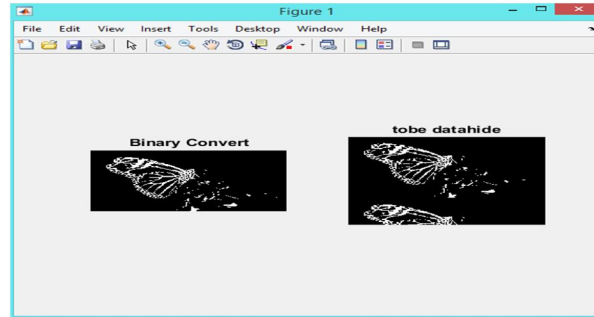 Figure 1
File Edit View Insert Tools Desktop Window Help
tobe datahide
Binary Convert